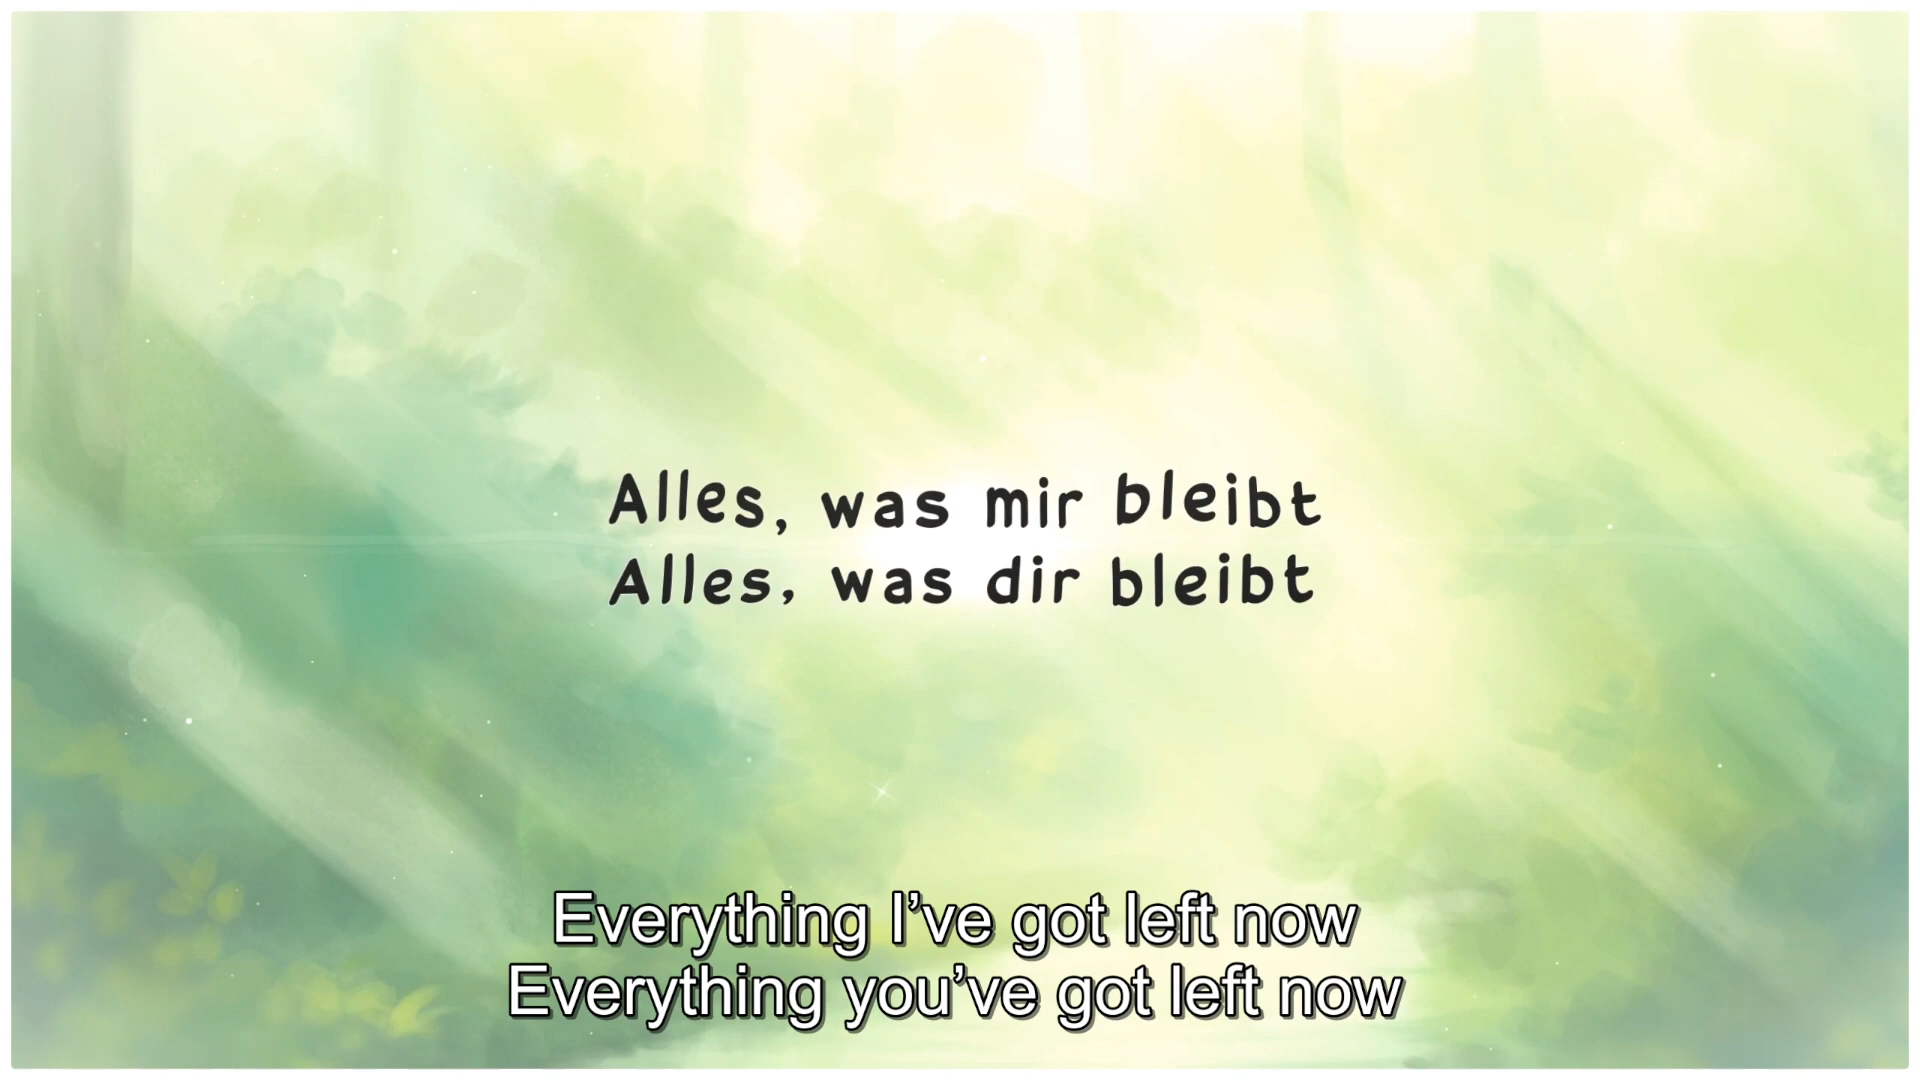 Alles, was mir bleibt
Alles, was dir bleibt
Everything I’ve got left now
Everything you’ve got left now